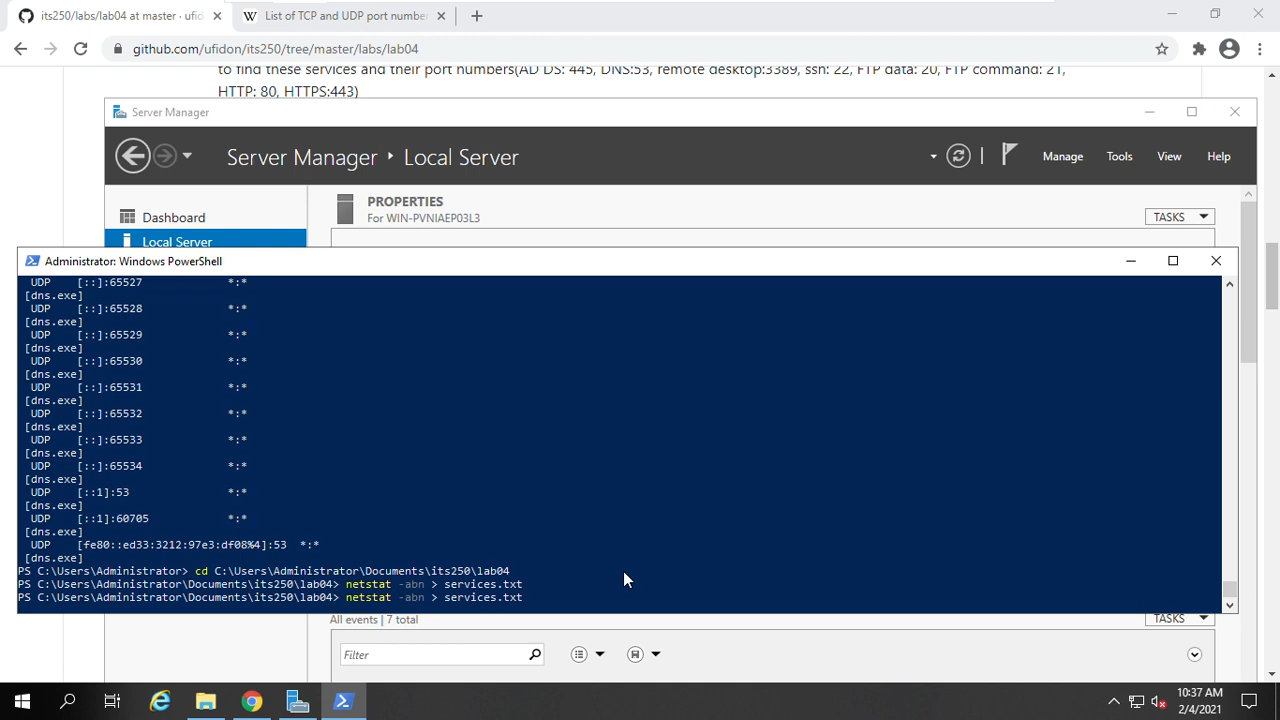 its250/labs/lab04 at master · ufid
List of TCP and UDP port number
github.com/ufidon/its250/tree/master/labs/lab04
to find these services and their port numbers(AD DS: 445, DNS:53, remote desktop:3389, ssh: 22, FTP data: 20, FTP command: 21,
HTTP: 80, HTTPS:443)
Server Manager
Server Manager ‣ Local Server
Manage Tools View Help
Dashboard
Local Server
PROPERTIES
For WIN-PVNIAEP03L3
TASKS
Administrator: Windows PowerShell
UDP [::]:65527 *:*
[dns.exe]
UDP [::]:65528 *:*
[dns.exe]
UDP [::]:65529 *:*
[dns.exe]
UDP [::]:65530 *:*
[dns.exe]
UDP [::]:65531 *:*
[dns.exe]
UDP [::]:65532 *:*
[dns.exe]
UDP [::]:65533 *:*
[dns.exe]
UDP [::]:65534 *:*
[dns.exe]
UDP [::1]:53 *:*
[dns.exe]
UDP [::1]:60705 *:*
[dns.exe]
UDP [fe80::ed33:3212:97e3:df08%4]:53 *:*
[dns.exe]
PS C:\Users\Administrator> cd C:\Users\Administrator\Documents\its250\lab04
PS C:\Users\Administrator\Documents\its250\lab04> netstat -abn > services.txt
PS C:\Users\Administrator\Documents\its250\lab04> netstat -abn > services.txt
All events | 7 total
TASKS
Filter
10:37 AM
2/4/2021